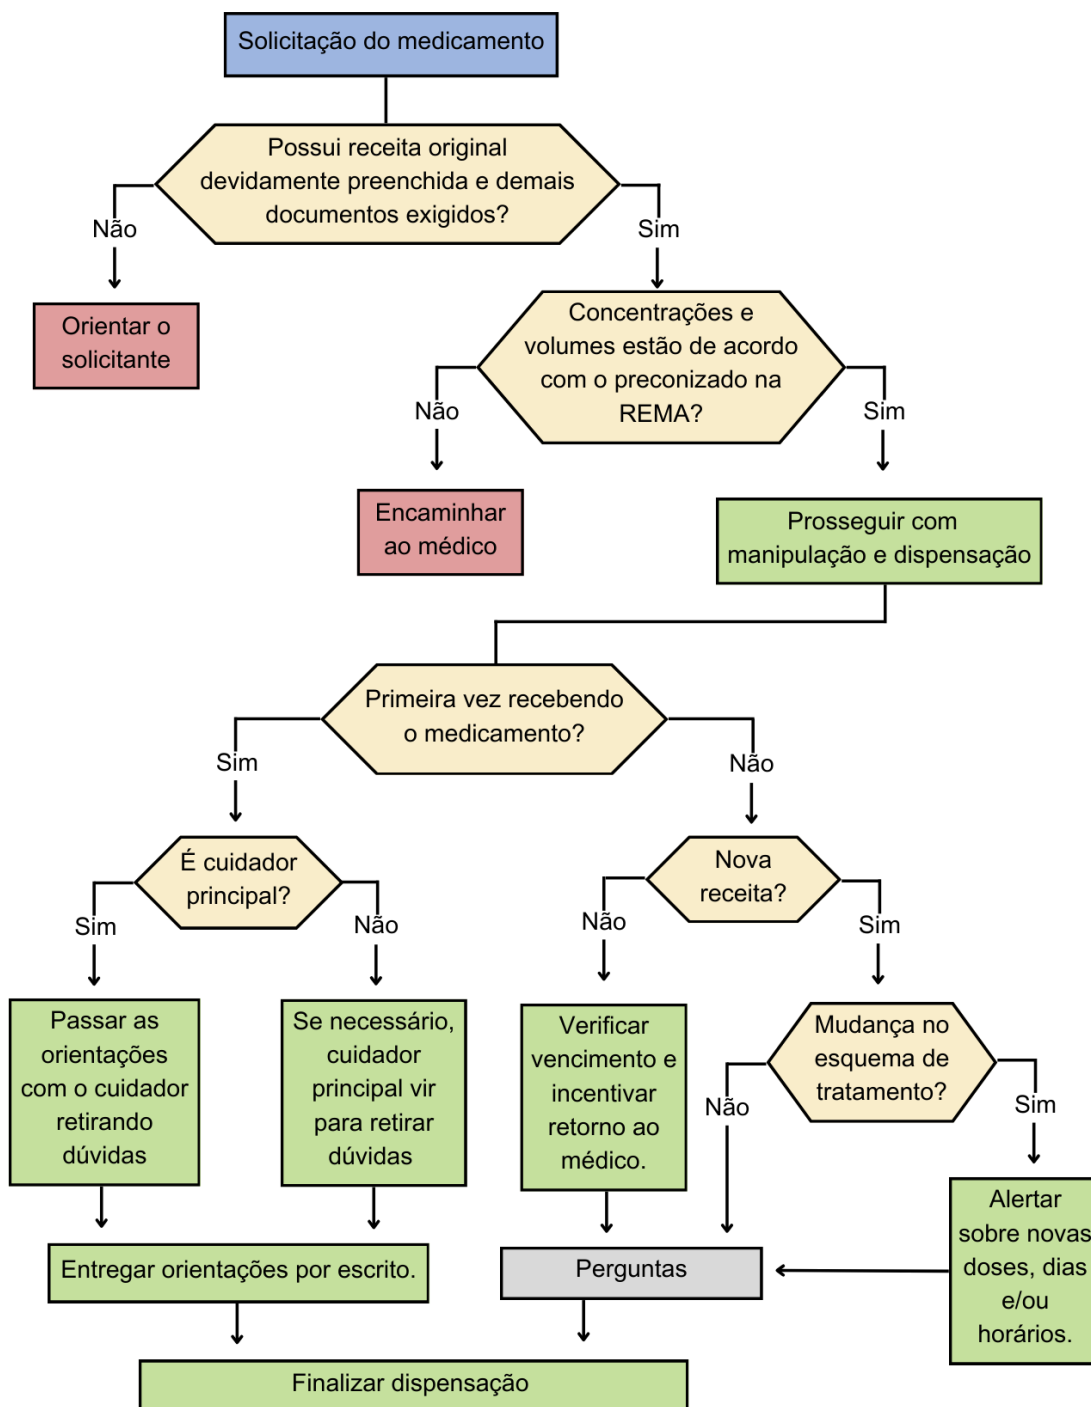 Solicitação do medicamento
Possui receita original
devidamente preenchida e demais
documentos exigidos?
Não
Sim
Orientar o
solicitante
Concentrações e
volumes estão de acordo
com o preconizado na
REMA?
Não
Sim
Encaminhar
ao médico
Prosseguir com
manipulação e dispensação
Primeira vez recebendo
o medicamento?
Sim
Não
É cuidador
principal?
Nova
receita?
Sim
Não
Não
Sim
Passar as
orientações
com o cuidador
retirando
dúvidas
Se necessário,
cuidador
principal vir
para retirar
dúvidas
Verificar
vencimento e
incentivar
retorno ao
médico.
Mudança no
esquema de
tratamento?
Não
Sim
Alertar
sobre novas
doses, dias
e/ou
horários.
Entregar orientações por escrito.
Perguntas
Finalizar dispensação